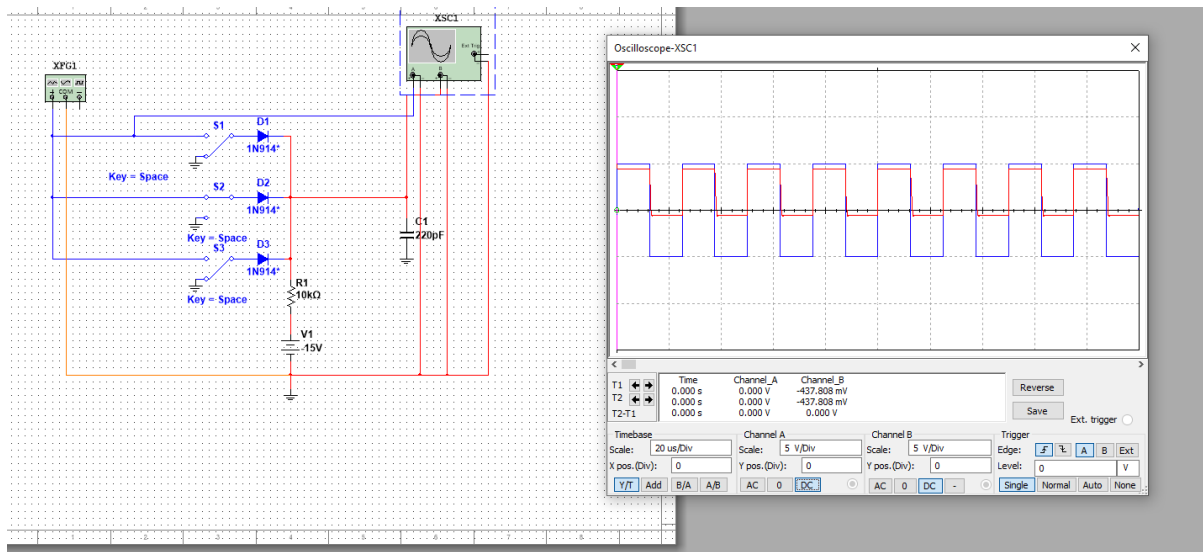 XSC1
Ext Trig
A B
XFG1
COM
S1 D1
1N914*
Key = Space
S2 D2
1N914*
Key = Space
S3 D3
1N914*
Key = Space
C1
220pF
R1
10kΩ
V1
-15V
Oscilloscope-XSC1
T1
T2
T2-T1
Time Channel_A Channel_B
0.000 s 0.000 V -437.808 mV
0.000 s 0.000 V -437.808 mV
0.000 s 0.000 V 0.000 V
Reverse
Save
Ext. trigger
Timebase
Scale: 20 us/Div
X pos.(Div): 0
Y/T Add B/A A/B
Channel A
Scale: 5 V/Div
Y pos.(Div): 0
AC 0 DC
Channel B
Scale: 5 V/Div
Y pos.(Div): 0
AC 0 DC -
Trigger
Edge: A B Ext
Level: 0 V
Single Normal Auto None